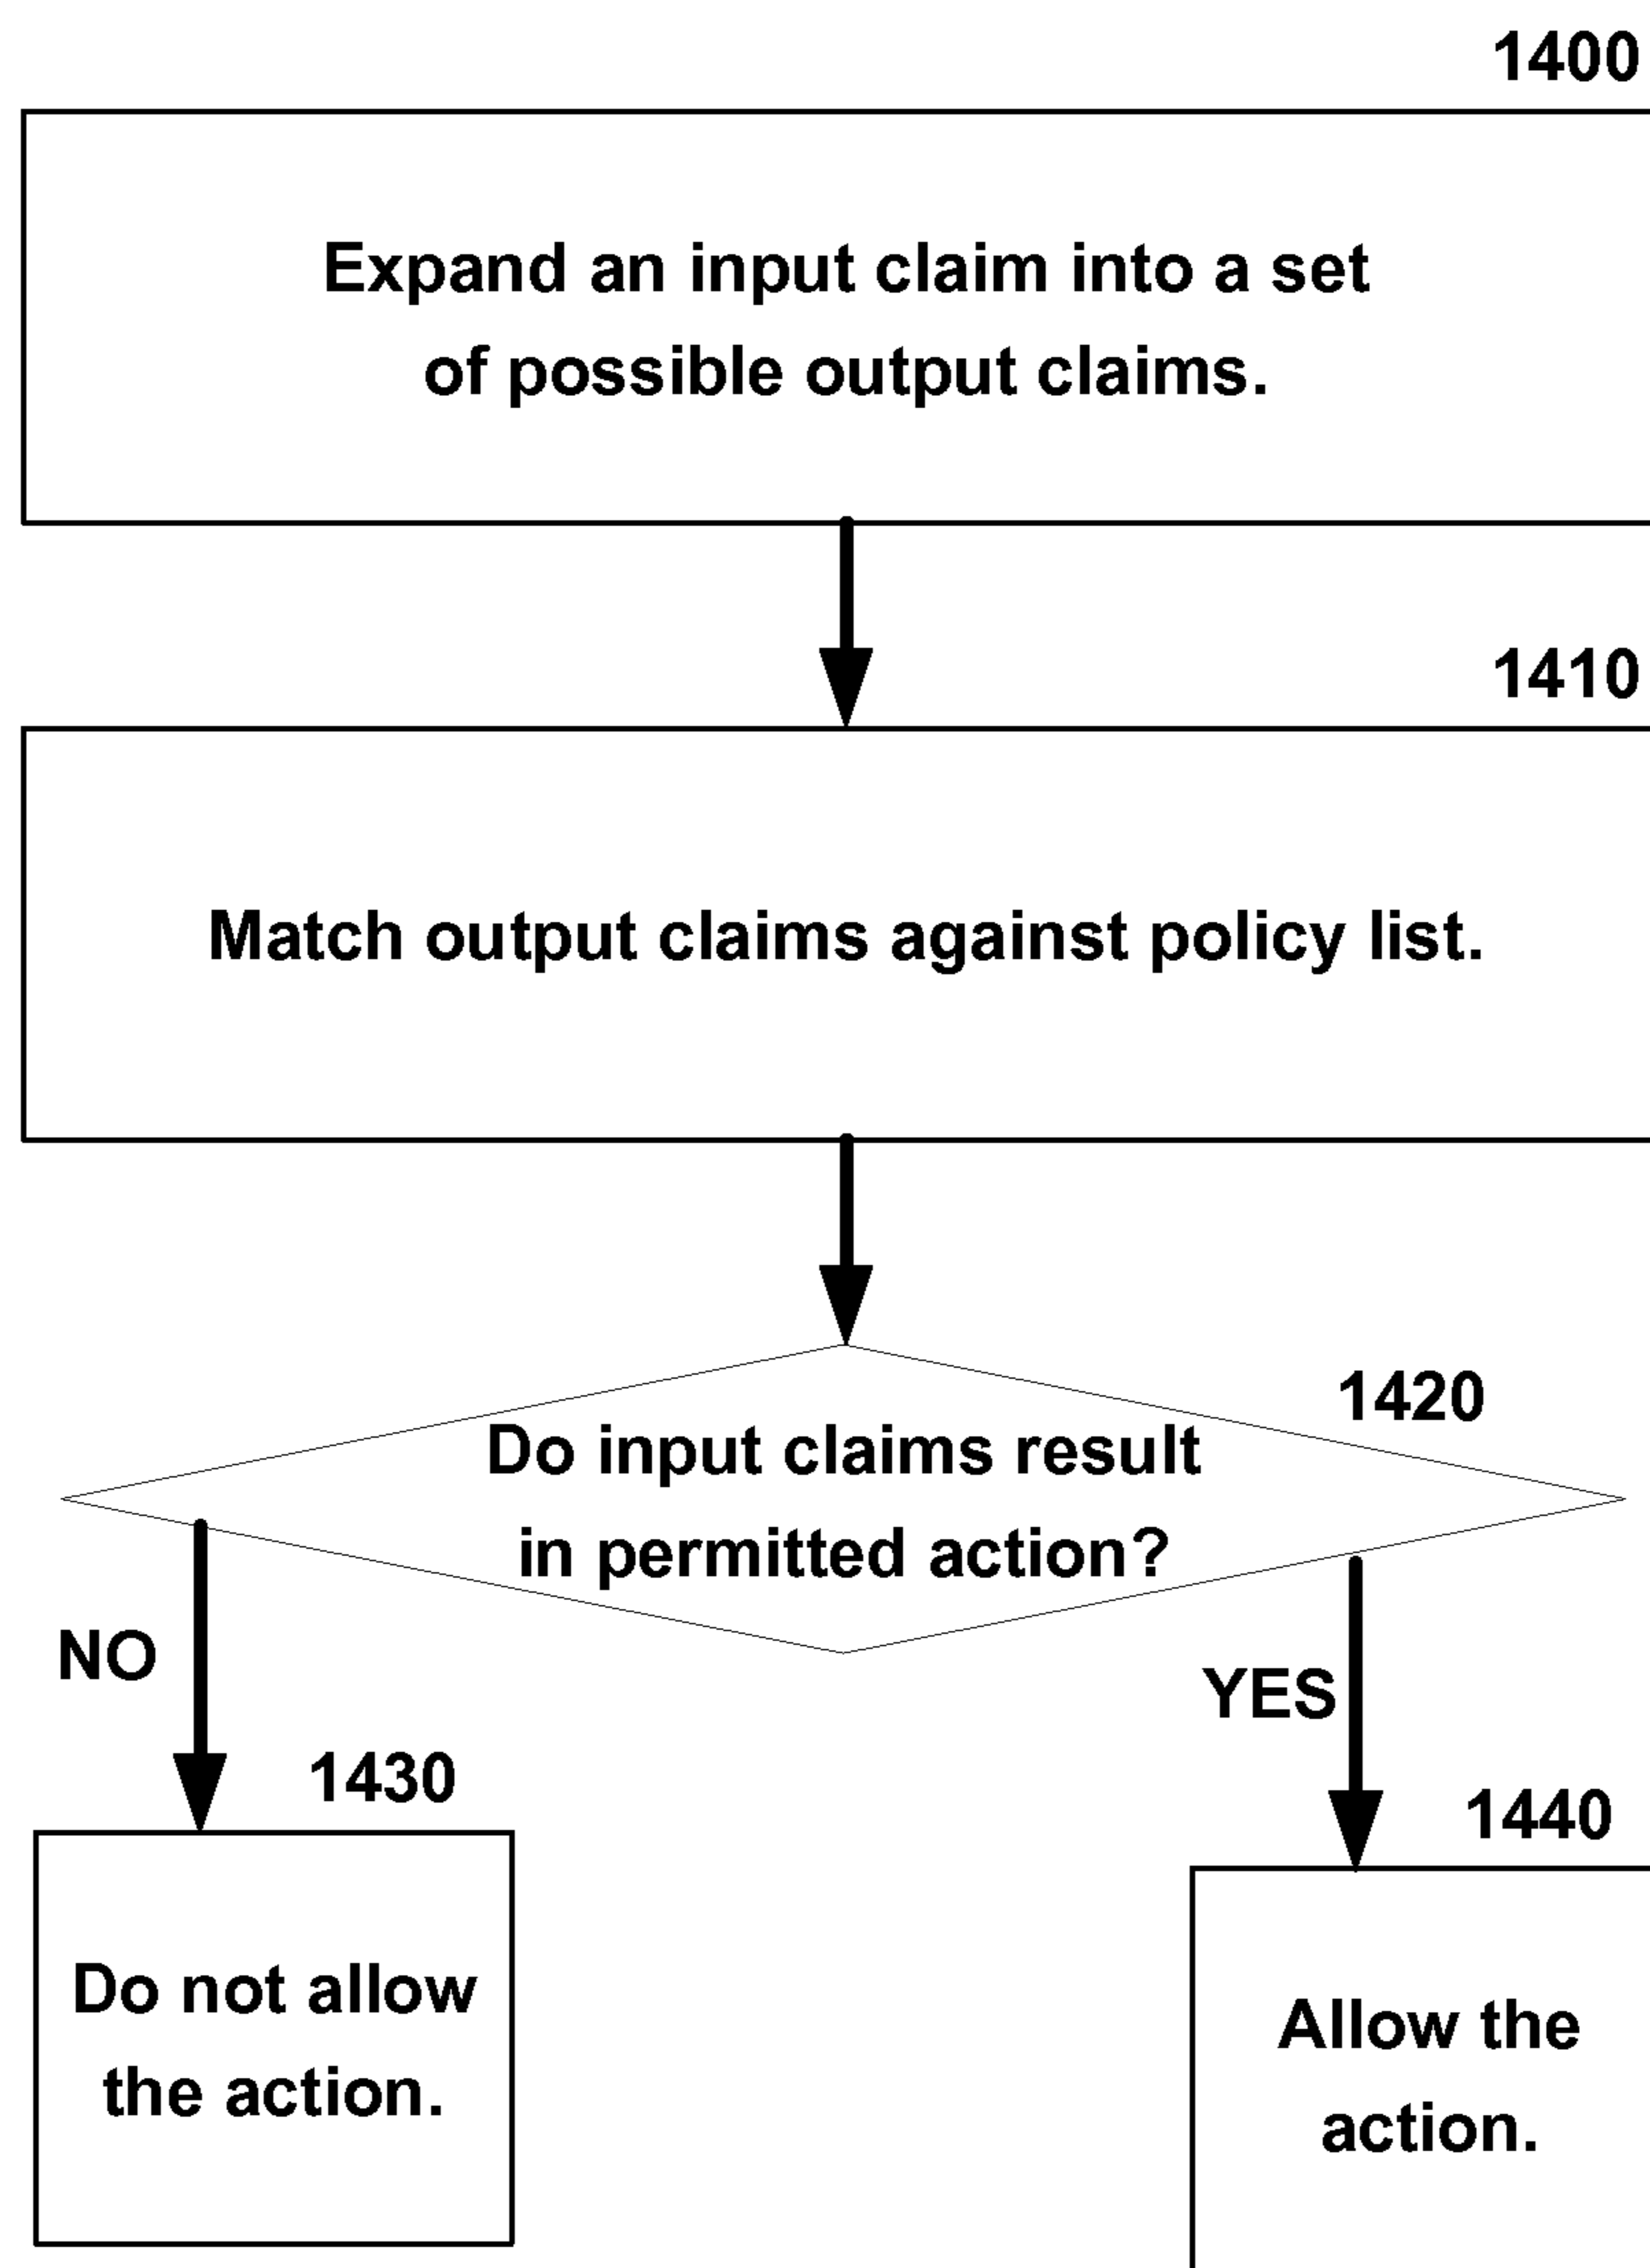 1400
Expand an input claim into a set
of possible output claims.
1410
Match output claims against policy list.
1420
Do input claims result
in permitted action?
NO
YES
1430
1440
Do not allow
the action.
Allow the
action.